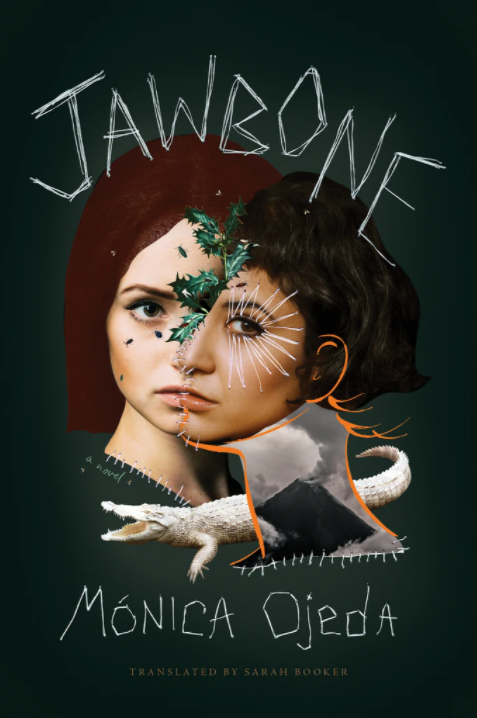 JAWBONE
a novel
MÓNICA OjedA
TRANSLATED BY SARAH BOOKER